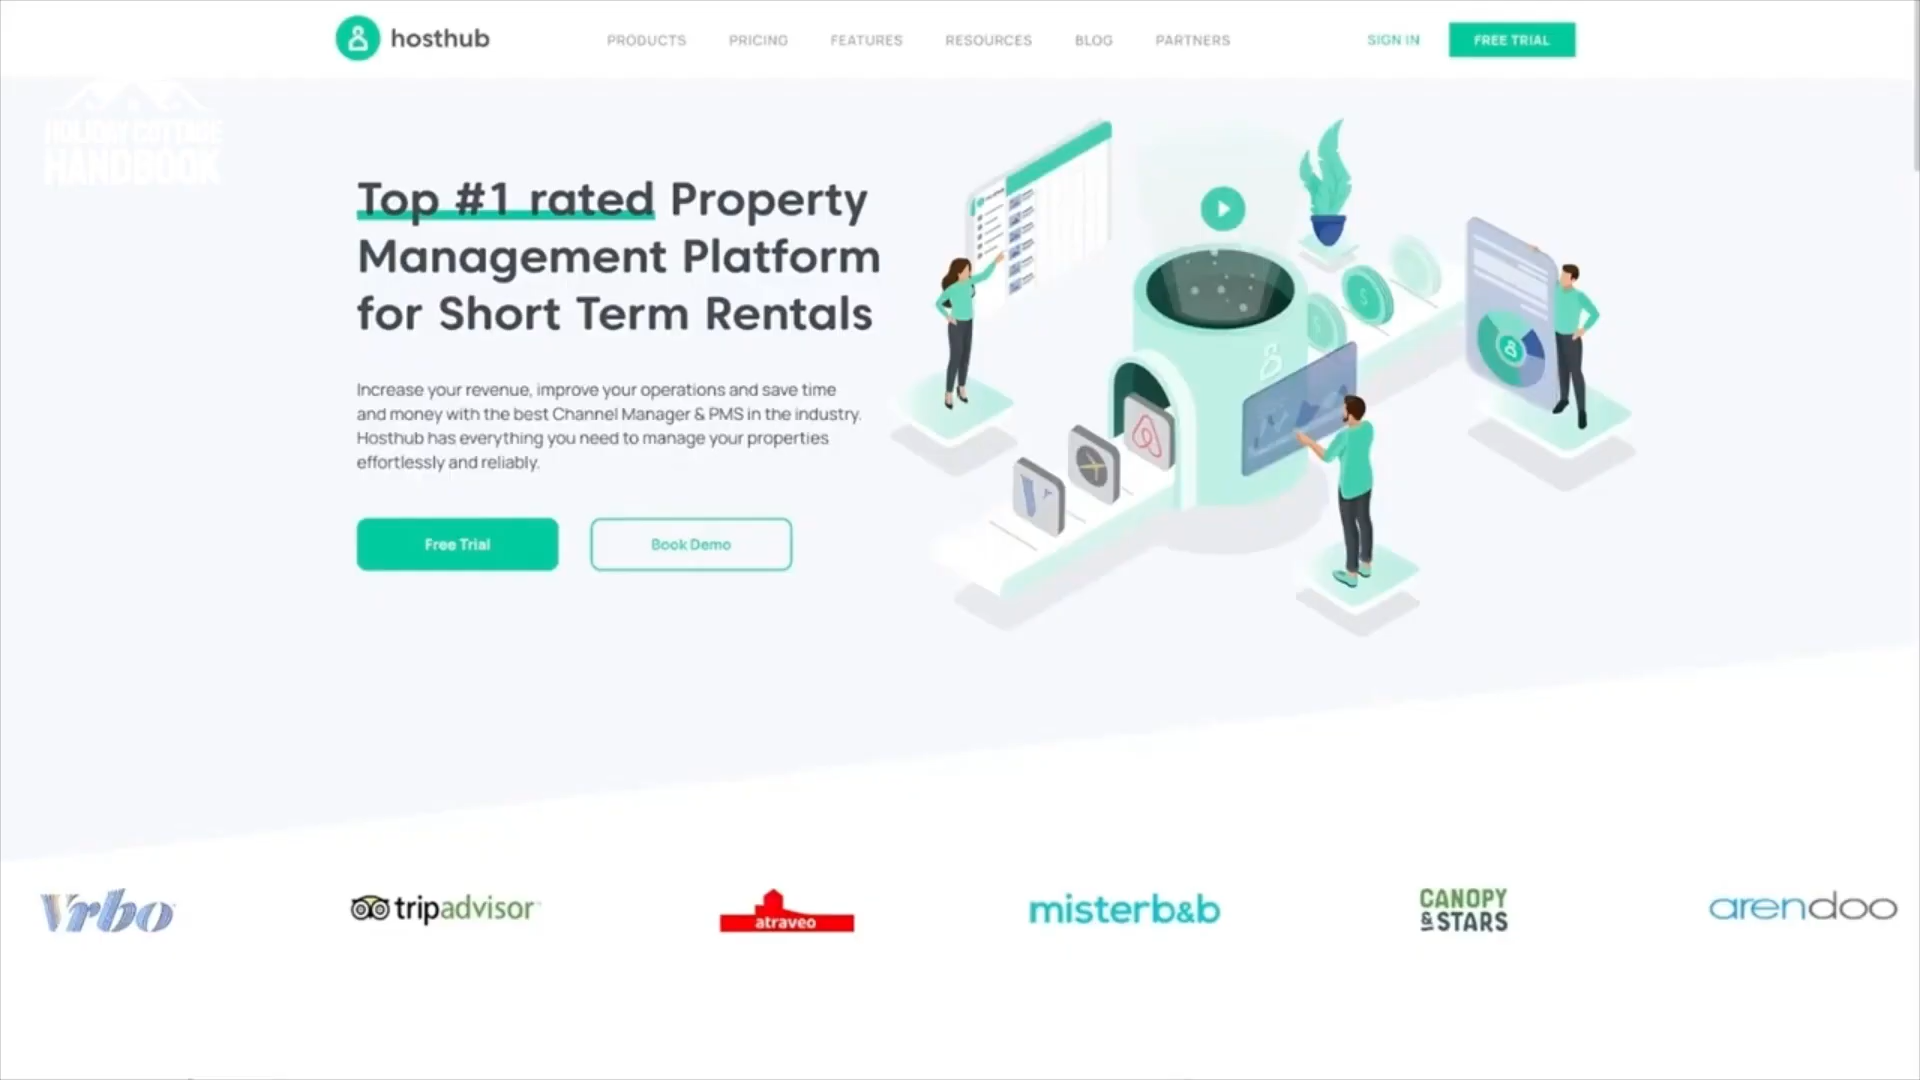 hosthub
PRODUCTS
PRICING
FEATURES
RESOURCES
BLOG
PARTNERS
SIGN IN
FREE TRIAL
HOLIDAY COTTAGE
HANDBOOK
Top #1 rated Property
Management Platform
for Short Term Rentals
Increase your revenue, improve your operations and save time
and money with the best Channel Manager & PMS in the industry.
Hosthub has everything you need to manage your properties
effortlessly and reliably.
Free Trial
Book Demo
Vrbo
tripadvisor
atraveo
misterb&b
CANOPY
& STARS
arendoo